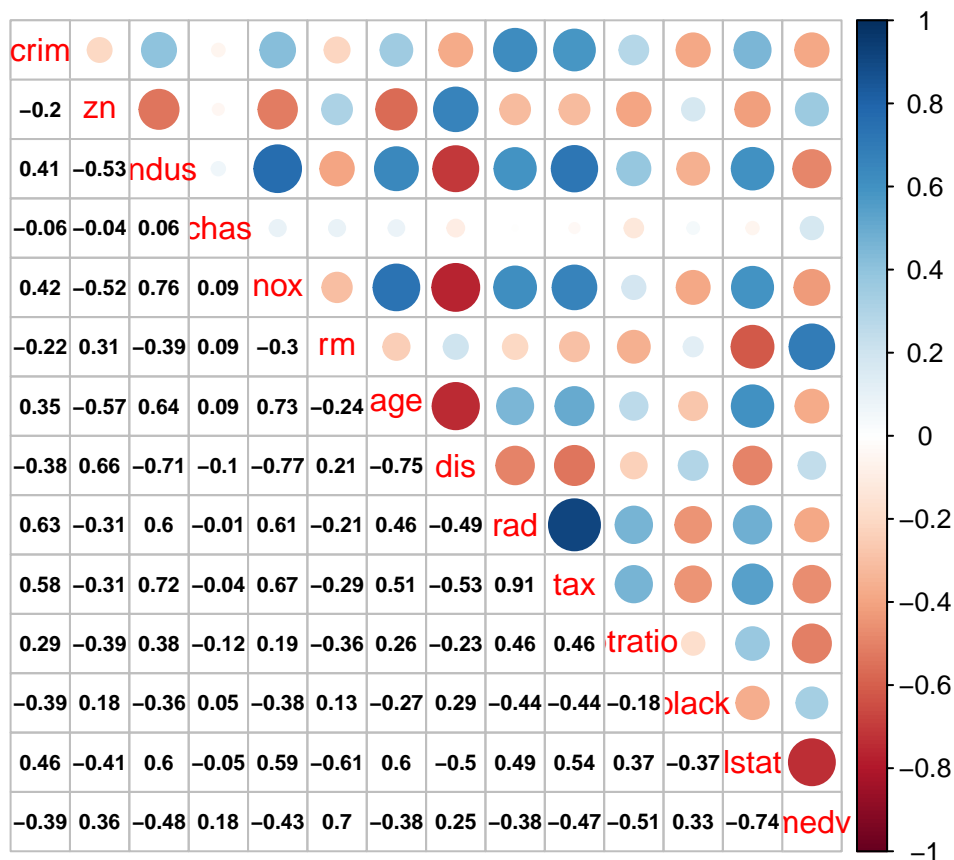 crim 1
−0.2 zn 0.8
0.41 −0.53 ndus 0.6
−0.06 −0.04 0.06 chas
0.42 −0.52 0.76 0.09 nox 0.4
−0.22 0.31 −0.39 0.09 −0.3 rm 0.2
0.35 −0.57 0.64 0.09 0.73 −0.24 age 0
−0.38 0.66 −0.71 −0.1 −0.77 0.21 −0.75 dis
0.63 −0.31 0.6 −0.01 0.61 −0.21 0.46 −0.49 rad −0.2
0.58 −0.31 0.72 −0.04 0.67 −0.29 0.51 −0.53 0.91 tax −0.4
0.29 −0.39 0.38 −0.12 0.19 −0.36 0.26 −0.23 0.46 0.46 tratio
−0.39 0.18 −0.36 0.05 −0.38 0.13 −0.27 0.29 −0.44 −0.44 −0.18 black −0.6
0.46 −0.41 0.6 −0.05 0.59 −0.61 0.6 −0.5 0.49 0.54 0.37 −0.37 lstat −0.8
−0.39 0.36 −0.48 0.18 −0.43 0.7 −0.38 0.25 −0.38 −0.47 −0.51 0.33 −0.74 medv −1